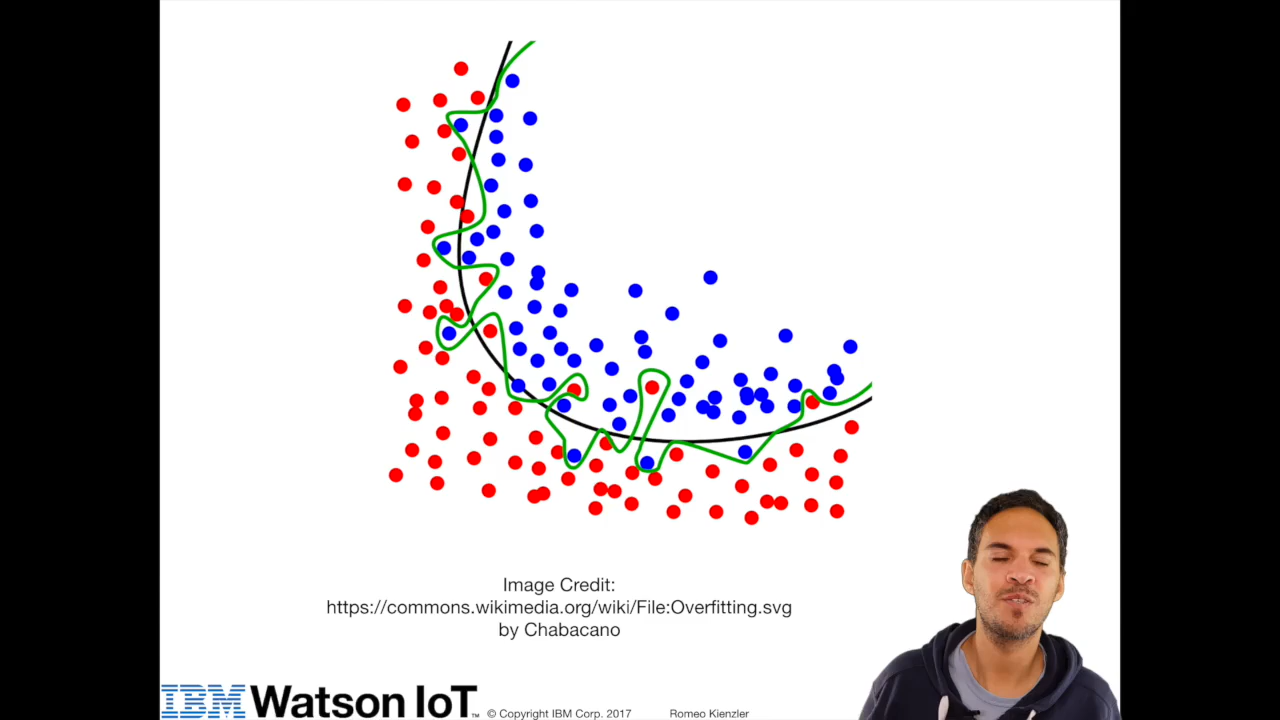 Image Credit:
https://commons.wikimedia.org/wiki/File:Overfitting.svg
by Chabacano
IBM Watson IoT™ © Copyright IBM Corp. 2017 Romeo Kienzler